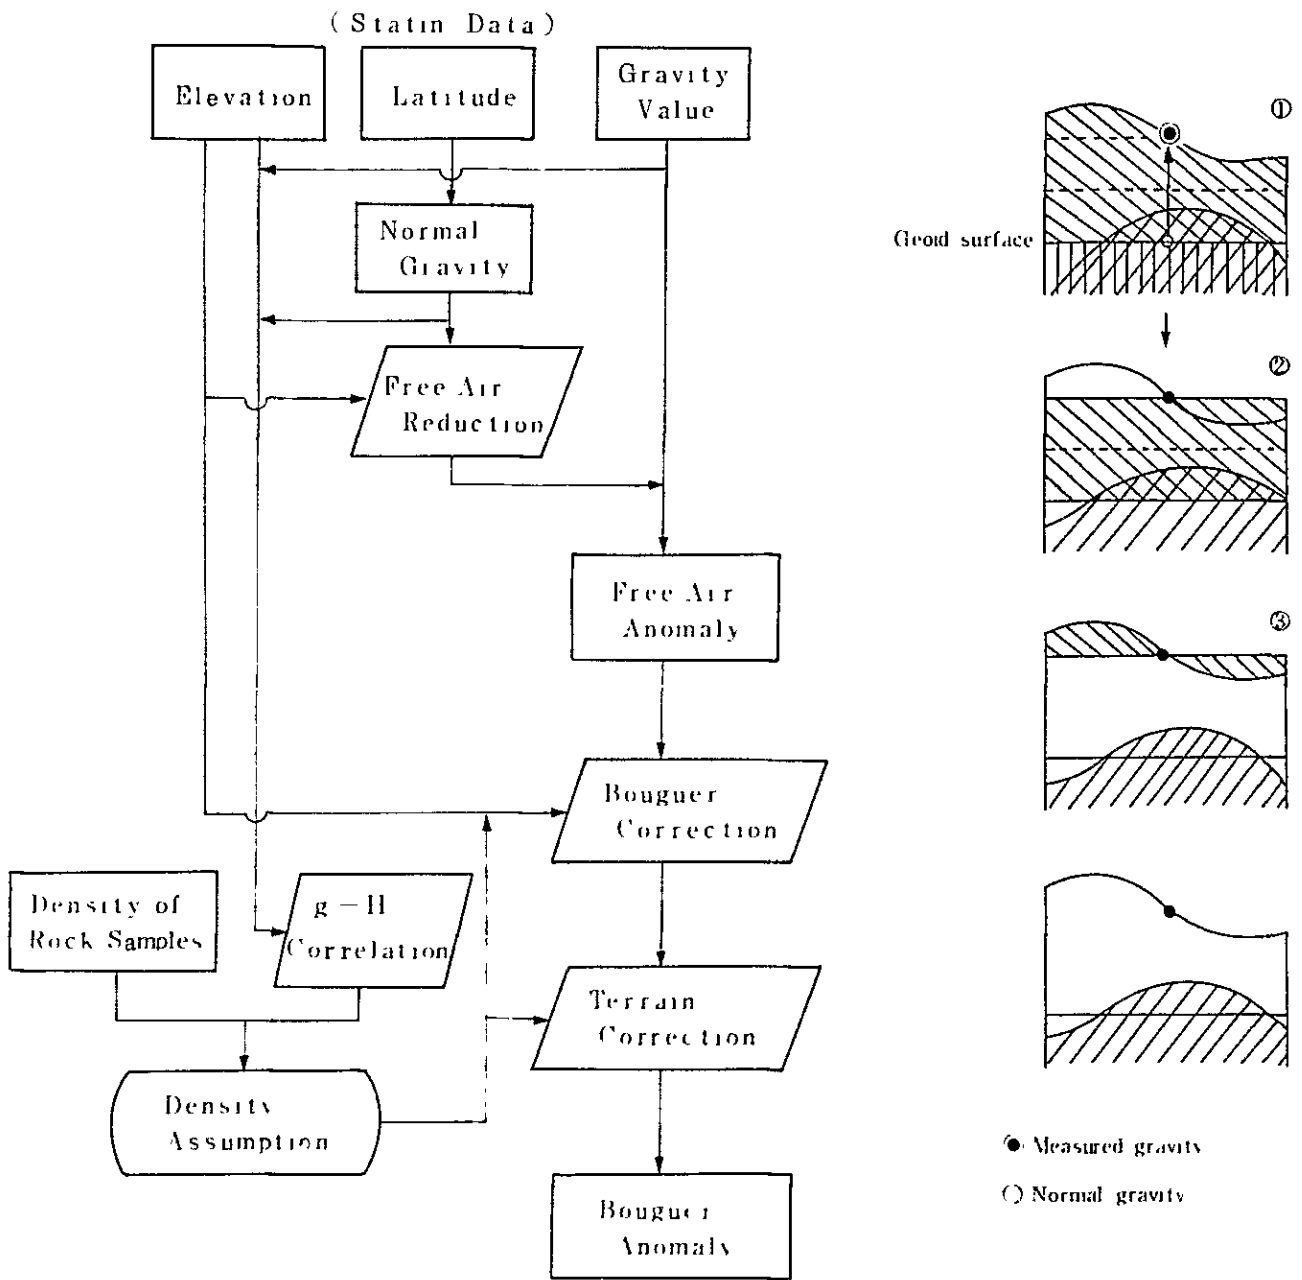 (Statin Data)
Elevation
Latitude
Gravity
Value
Normal
Gravity
Free Air
Reduction
Free Air
Anomaly
Bouguer
Correction
Density of
Rock Samples
g-H
Correlation
Terrain
Correction
Density
Assumption
Bouguer
Anomaly
①
Geoid surface
②
③
Measured gravity
Normal gravity